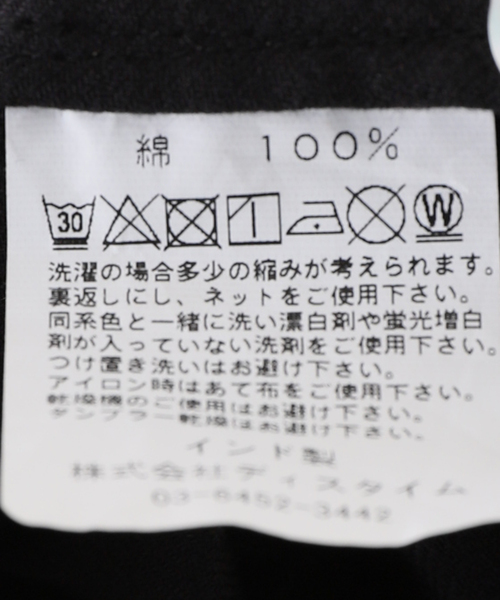 綿 100%
30 W
洗濯の場合多少の縮みが考えられます。
裏返しにし、ネットをご使用下さい。
同系色と一緒に洗い漂白剤や蛍光増白
剤が入っていない洗剤をご使用下さい。
つけ置き洗いはお避け下さい。
アイロン時はあて布をご使用下さい。
乾燥機のご使用はお避け下さい。
タンブラー乾燥はお避け下さい。
インド製
株式会社ディスタイム
03-6452-3442